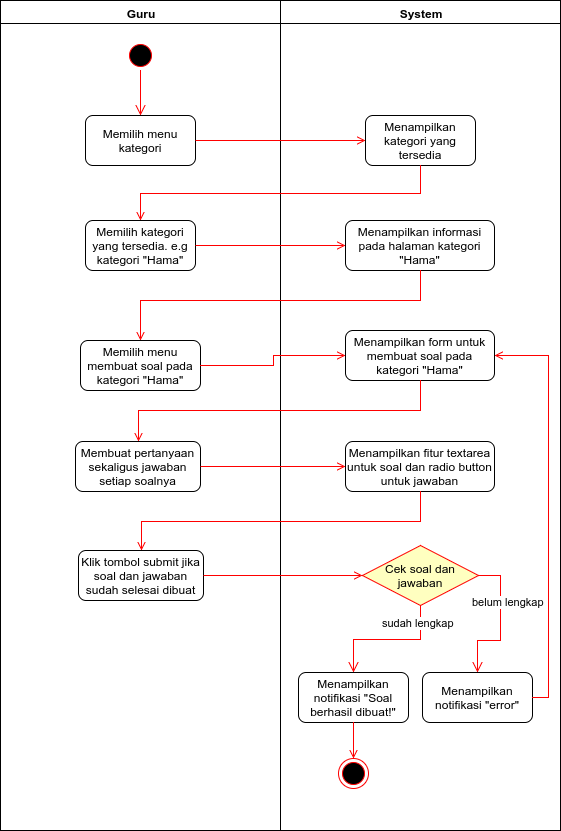 Guru
System
Memilih menu
kategori
Menampilkan
kategori yang
tersedia
Memilih kategori
yang tersedia. e.g
kategori "Hama"
Menampilkan informasi
pada halaman kategori
"Hama"
Memilih menu
membuat soal pada
kategori "Hama"
Menampilkan form untuk
membuat soal pada
kategori "Hama"
Membuat pertanyaan
sekaligus jawaban
setiap soalnya
Menampilkan fitur textarea
untuk soal dan radio button
untuk jawaban
Klik tombol submit jika
soal dan jawaban
sudah selesai dibuat
Cek soal dan
jawaban
belum lengkap
sudah lengkap
Menampilkan
notifikasi "Soal
berhasil dibuat!"
Menampilkan
notifikasi "error"